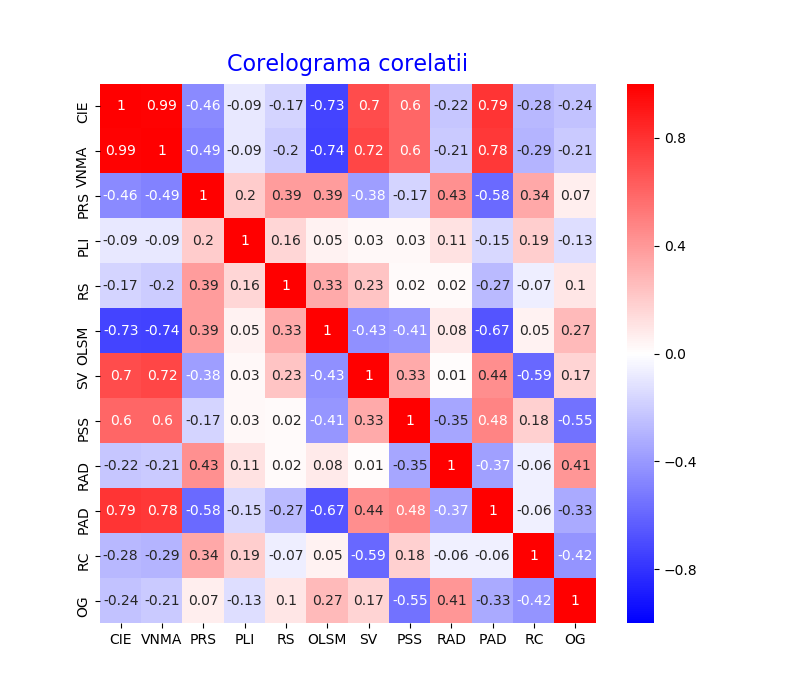 Corelograma corelatii
CIE 1 0.99 -0.46 -0.09 -0.17 -0.73 0.7 0.6 -0.22 0.79 -0.28 -0.24
VNMA 0.99 1 -0.49 -0.09 -0.2 -0.74 0.72 0.6 -0.21 0.78 -0.29 -0.21
PRS -0.46 -0.49 1 0.2 0.39 0.39 -0.38 -0.17 0.43 -0.58 0.34 0.07
PLI -0.09 -0.09 0.2 1 0.16 0.05 0.03 0.03 0.11 -0.15 0.19 -0.13
RS -0.17 -0.2 0.39 0.16 1 0.33 0.23 0.02 0.02 -0.27 -0.07 0.1
OLSM -0.73 -0.74 0.39 0.05 0.33 1 -0.43 -0.41 0.08 -0.67 0.05 0.27
SV 0.7 0.72 -0.38 0.03 0.23 -0.43 1 0.33 0.01 0.44 -0.59 0.17
PSS 0.6 0.6 -0.17 0.03 0.02 -0.41 0.33 1 -0.35 0.48 0.18 -0.55
RAD -0.22 -0.21 0.43 0.11 0.02 0.08 0.01 -0.35 1 -0.37 -0.06 0.41
PAD 0.79 0.78 -0.58 -0.15 -0.27 -0.67 0.44 0.48 -0.37 1 -0.06 -0.33
RC -0.28 -0.29 0.34 0.19 -0.07 0.05 -0.59 0.18 -0.06 -0.06 1 -0.42
OG -0.24 -0.21 0.07 -0.13 0.1 0.27 0.17 -0.55 0.41 -0.33 -0.42 1
CIE VNMA PRS PLI RS OLSM SV PSS RAD PAD RC OG
0.8
0.4
0.0
−0.4
−0.8